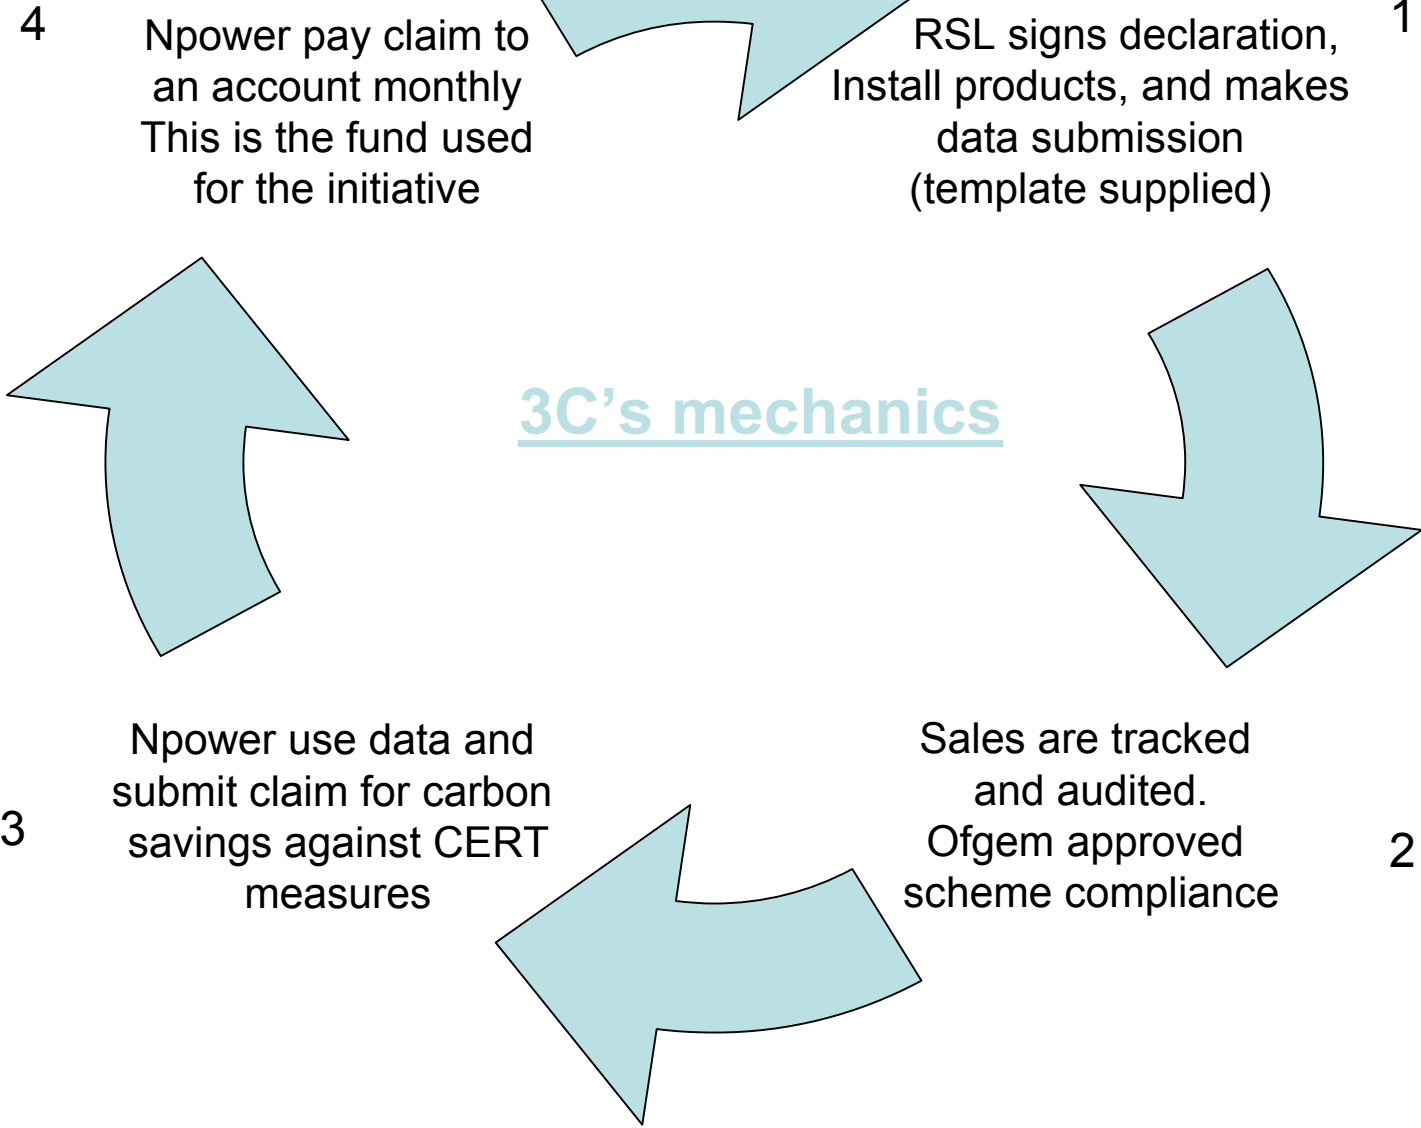 4
Npower pay claim to
an account monthly
This is the fund used
for the initiative
1
RSL signs declaration,
Install products, and makes
data submission
(template supplied)
3C’s mechanics
3
Npower use data and
submit claim for carbon
savings against CERT
measures
2
Sales are tracked
and audited.
Ofgem approved
scheme compliance